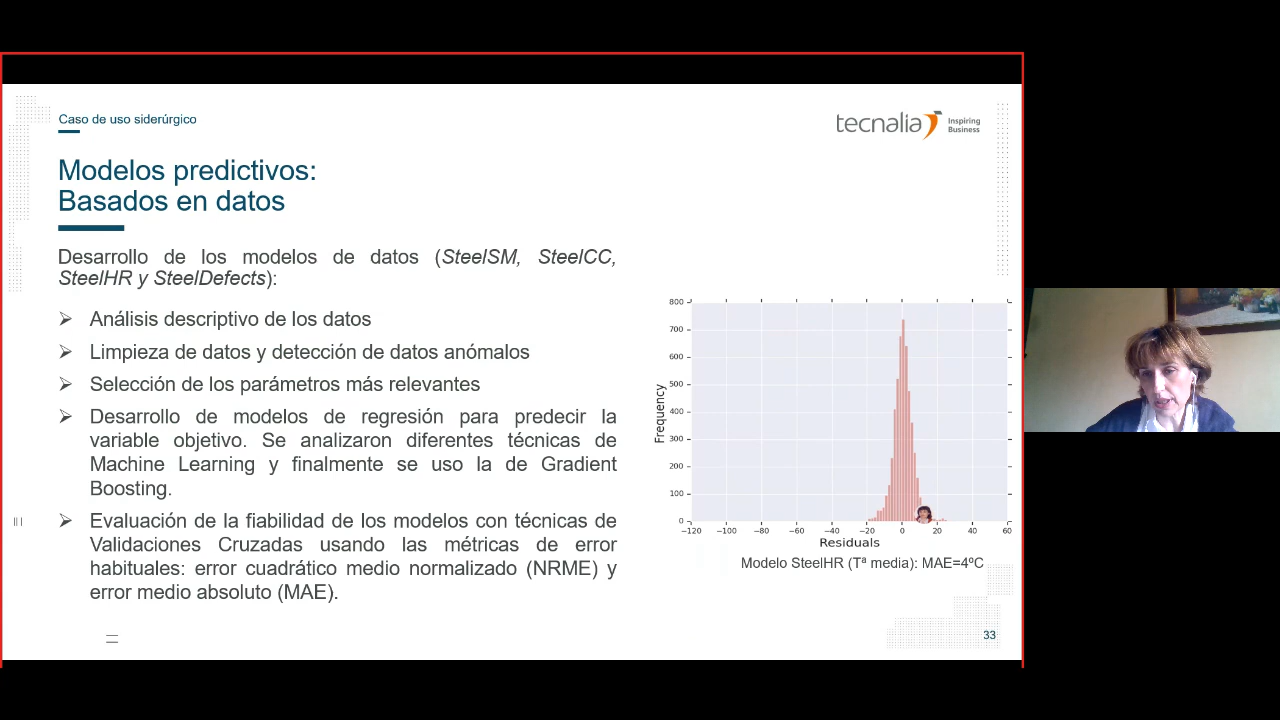 Caso de uso siderúrgico
tecnalia Inspiring
Business
Modelos predictivos:
Basados en datos
Desarrollo de los modelos de datos (SteelSM, SteelCC,
SteelHR y SteelDefects):
Análisis descriptivo de los datos
Limpieza de datos y detección de datos anómalos
Selección de los parámetros más relevantes
Desarrollo de modelos de regresión para predecir la
variable objetivo. Se analizaron diferentes técnicas de
Machine Learning y finalmente se uso la de Gradient
Boosting.
Evaluación de la fiabilidad de los modelos con técnicas de
Validaciones Cruzadas usando las métricas de error
habituales: error cuadrático medio normalizado (NRME) y
error medio absoluto (MAE).
800
700
600
500
400
300
200
100
0
Frequency
−120 −100 −80 −60 −40 −20 0 20 40 60
Residuals
Modelo SteelHR (Tª media): MAE=4ºC
33